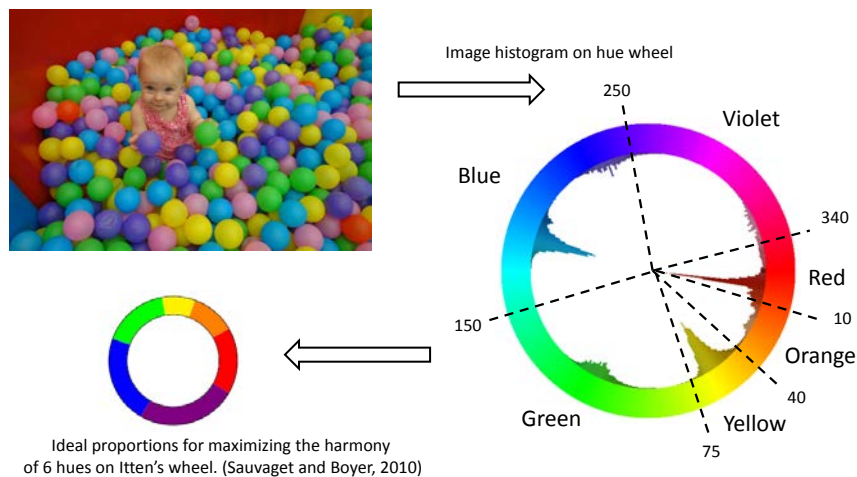 Image histogram on hue wheel
250
Violet
Blue
340
Red
150
10
Orange
40
Green
Yellow
75
Ideal proportions for maximizing the harmony
of 6 hues on Itten's wheel. (Sauvaget and Boyer, 2010)